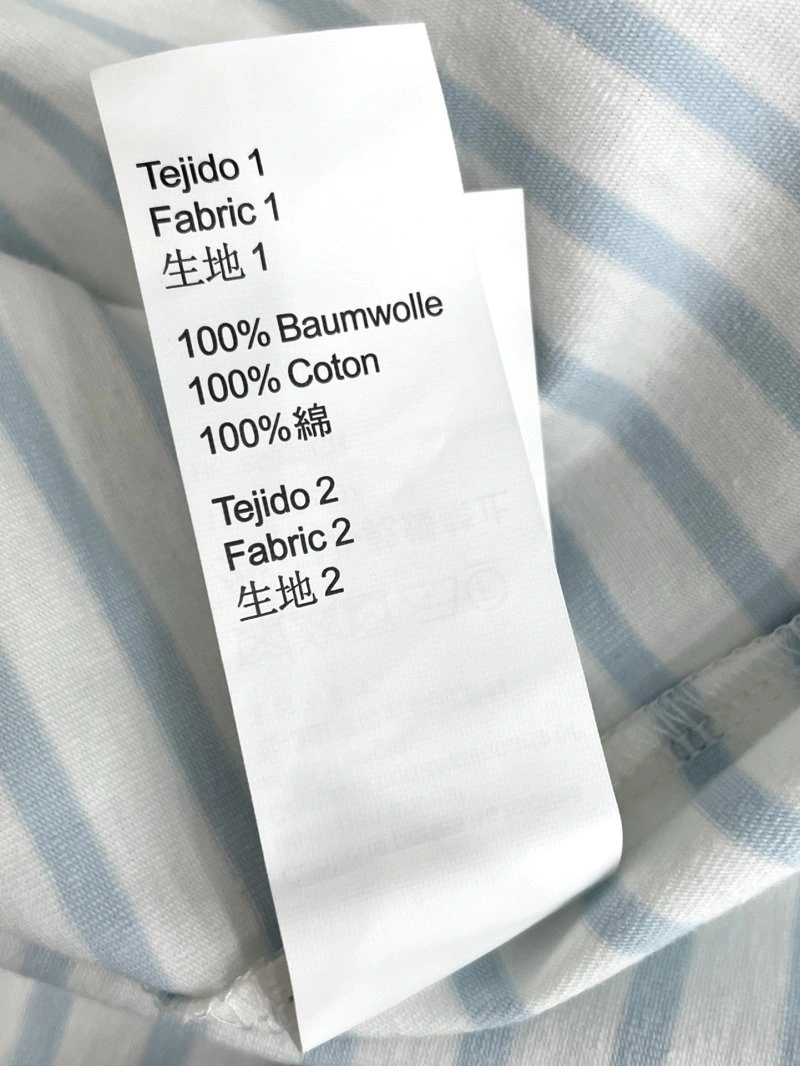 Tejido 1
Fabric 1
生地 1
100% Baumwolle
100% Coton
100%綿
Tejido 2
Fabric 2
生地 2